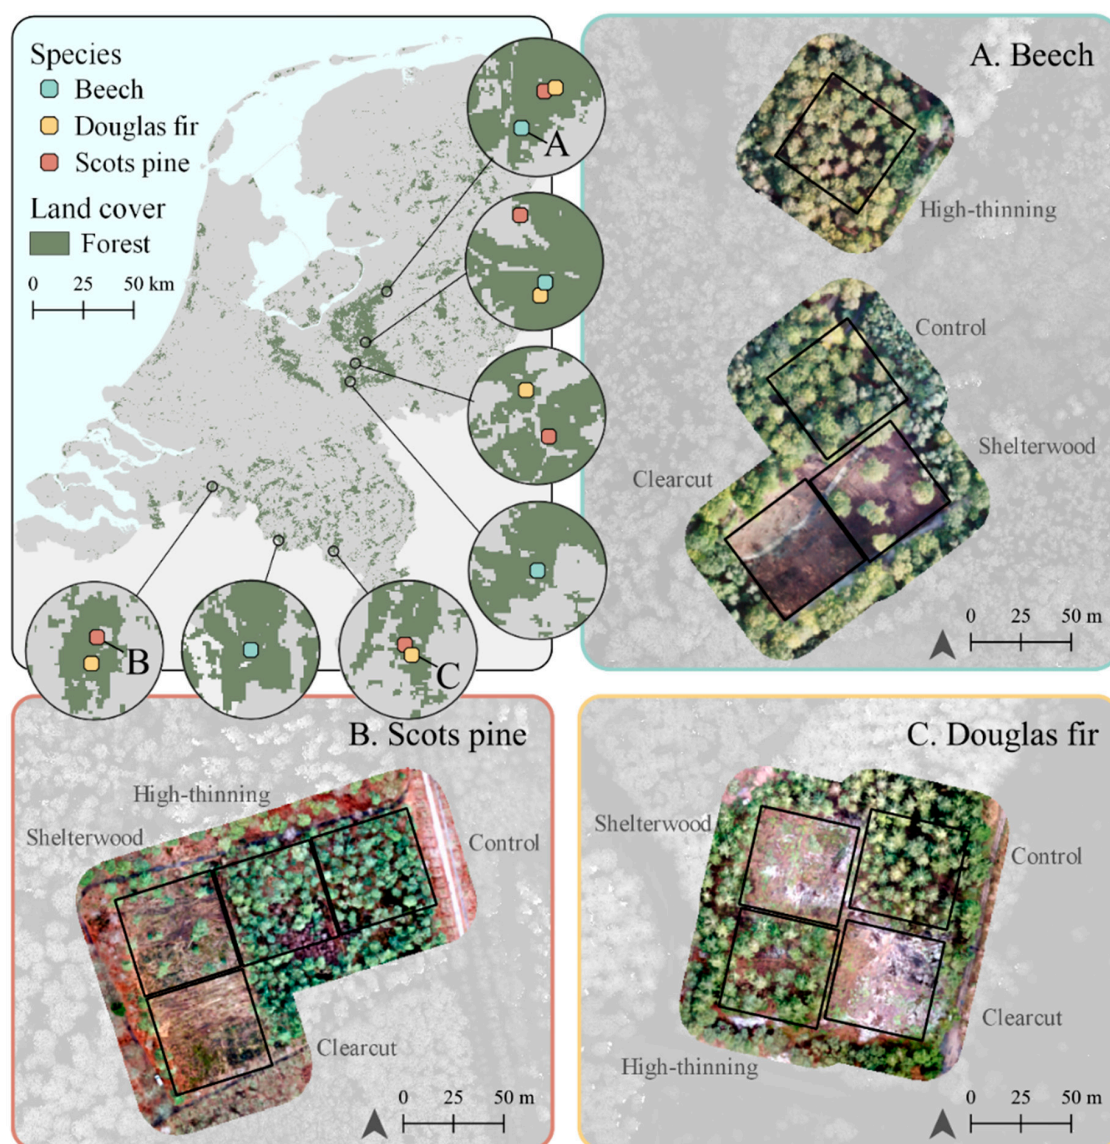 Species
Beech
Douglas fir
Scots pine
Land cover
Forest
0 25 50 km
A
B
C
A. Beech
High-thinning
Control
Shelterwood
Clearcut
0 25 50 m
B. Scots pine
High-thinning
Shelterwood
Control
Clearcut
0 25 50 m
C. Douglas fir
Shelterwood
Control
Clearcut
High-thinning
0 25 50 m